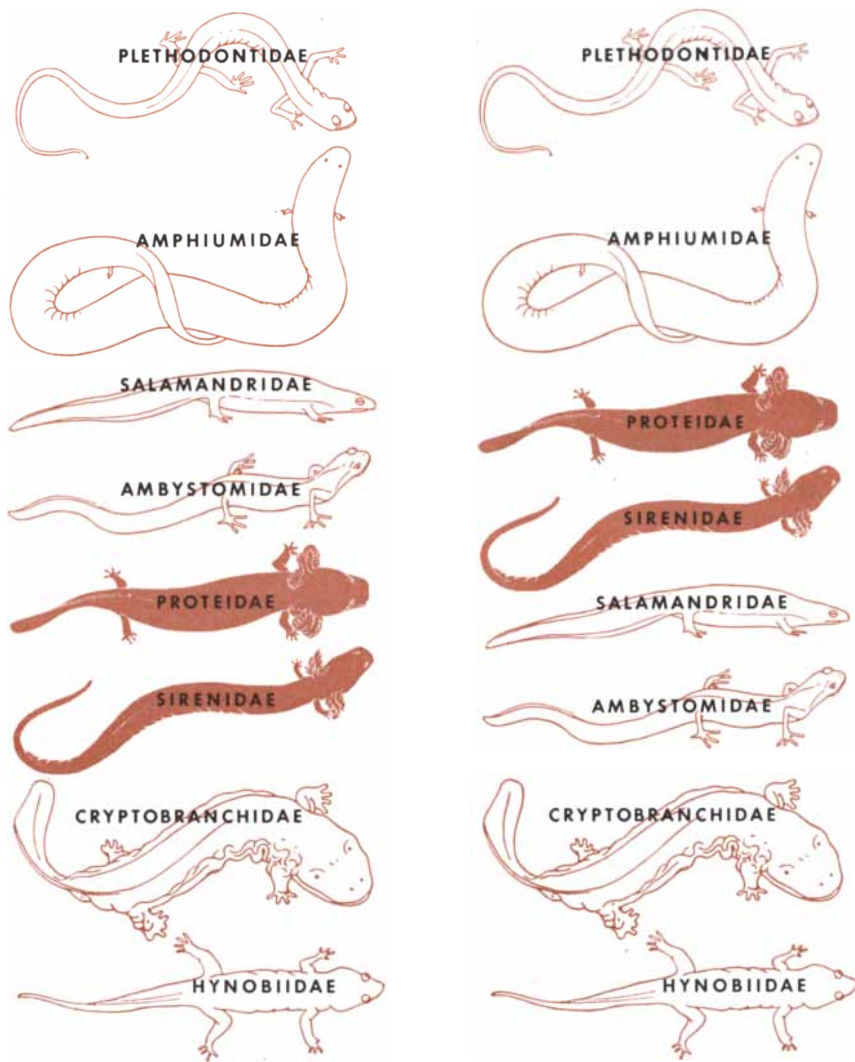 PLETHODONTIDAE
AMPHIUMIDAE
SALAMANDRIDAE
AMBYSTOMIDAE
PROTEIDAE
SIRENIDAE
CRYPTOBRANCHIDAE
HYNOBIIDAE
PLETHODONTIDAE
AMPHIUMIDAE
PROTEIDAE
SIRENIDAE
SALAMANDRIDAE
AMBYSTOMIDAE
CRYPTOBRANCHIDAE
HYNOBIIDAE